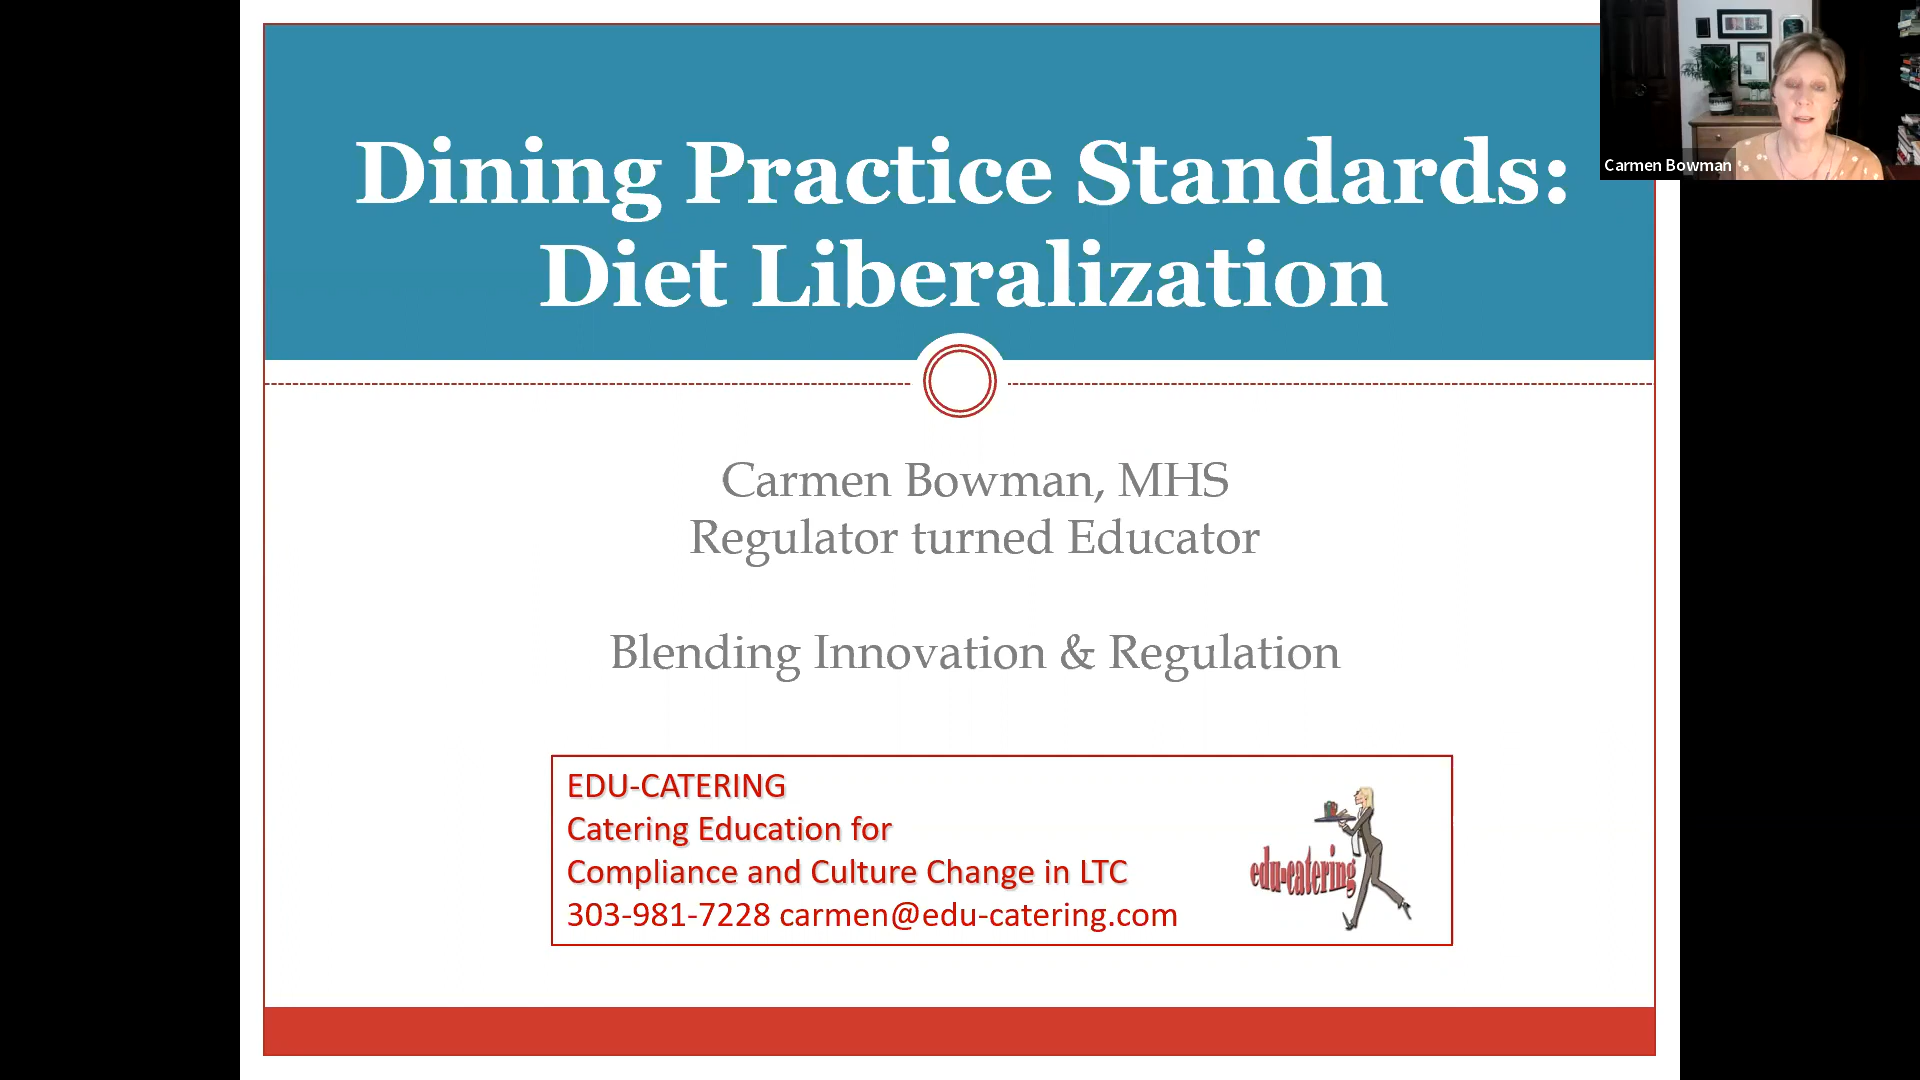 Dining Practice Standards:
Diet Liberalization
Carmen Bowman
Carmen Bowman, MHS
Regulator turned Educator
Blending Innovation & Regulation
EDU-CATERING
Catering Education for
Compliance and Culture Change in LTC
303-981-7228 carmen@edu-catering.com
edu-catering